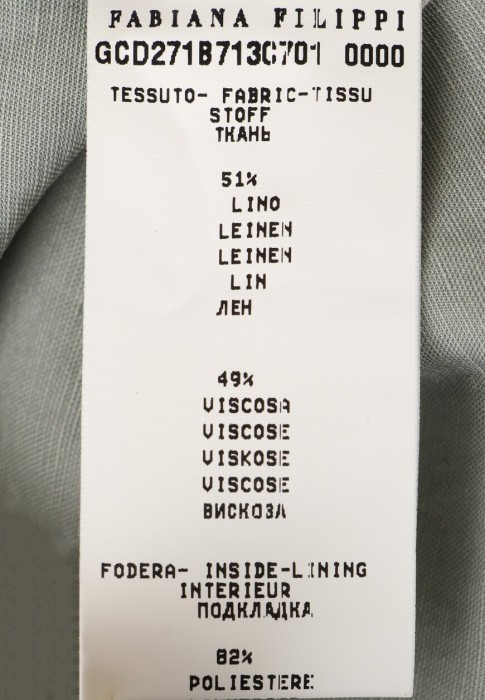 FABIANA FILIPPI
GCD271B713C701 0000
TESSUTO- FABRIC-TISSU
STOFF
ТКАНЬ
51%
LINO
LEINEN
LEINEN
LIN
ЛЕН
49%
VISCOSA
VISCOSE
VISKOSE
VISCOSE
ВИСКОЗА
FODERA- INSIDE-LINING
INTERIEUR
ПОДКЛАДКА
82%
POLIESTERE